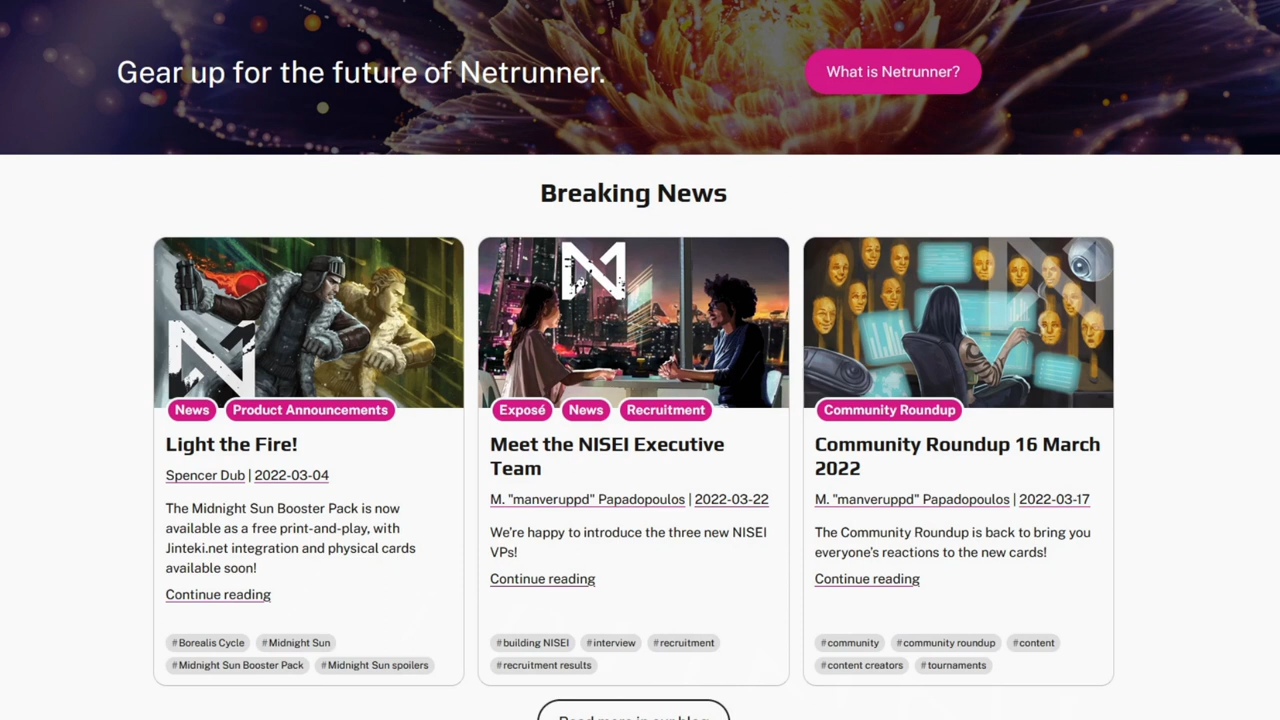 Gear up for the future of Netrunner.
What is Netrunner?
Breaking News
News
Product Announcements
Light the Fire!
Spencer Dub | 2022-03-04
The Midnight Sun Booster Pack is now
available as a free print-and-play, with
Jinteki.net integration and physical cards
available soon!
Continue reading
#Borealis Cycle #Midnight Sun
#Midnight Sun Booster Pack #Midnight Sun spoilers
Exposé
News
Recruitment
Meet the NISEI Executive
Team
M. "manveruppd" Papadopoulos | 2022-03-22
We're happy to introduce the three new NISEI
VPs!
Continue reading
#building NISEI #interview #recruitment
#recruitment results
Community Roundup
Community Roundup 16 March
2022
M. "manveruppd" Papadopoulos | 2022-03-17
The Community Roundup is back to bring you
everyone's reactions to the new cards!
Continue reading
#community #community roundup #content
#content creators #tournaments
Read more in our blog